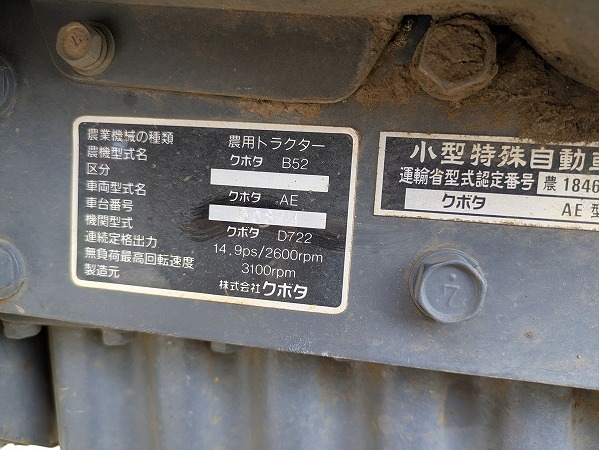 農業機械の種類 農用トラクター
農機型式名 クボタ B52
区分
車両型式名 クボタ AE
車台番号
機関型式 クボタ D722
連続定格出力 14.9ps/2600rpm
無負荷最高回転速度 3100rpm
製造元 株式会社クボタ
小型特殊自動車
運輸省型式認定番号 農 1846
クボタ AE 型
7